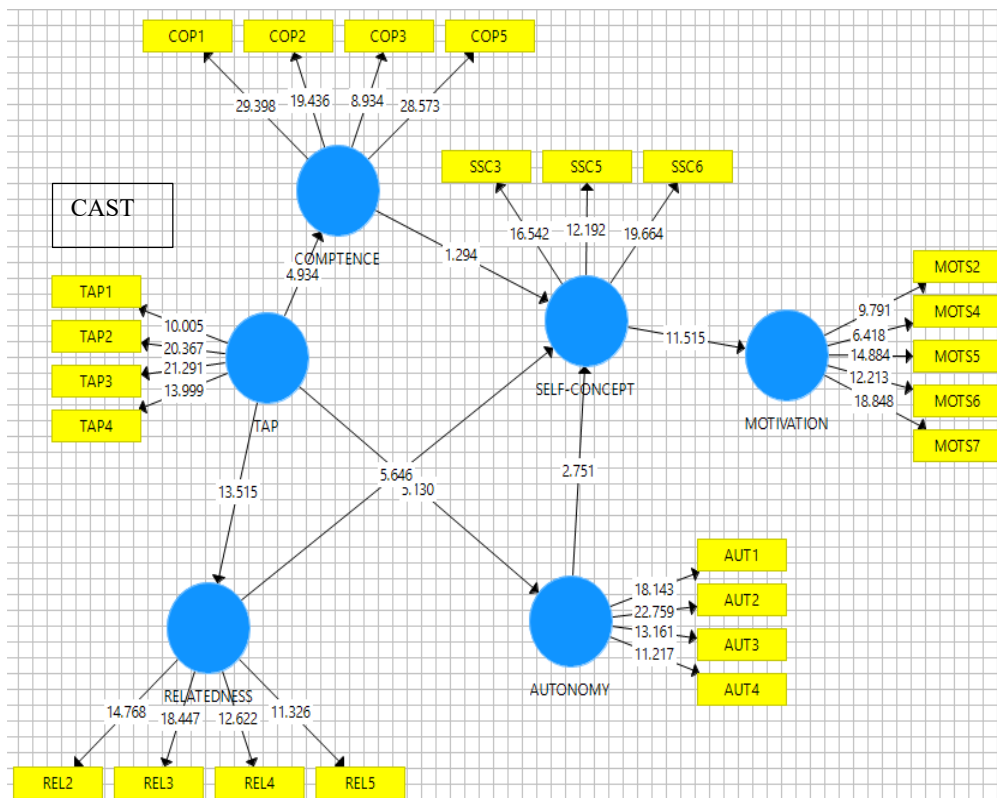 COP1 COP2 COP3 COP5
29.398 19.436 8.934 28.573
COMPTENCE
CAST
SSC3 SSC5 SSC6
16.542 12.192 19.664
SELF-CONCEPT
4.934
1.294
TAP1
TAP2
TAP3
TAP4
10.005
20.367
21.291
13.999
TAP
11.515
MOTIVATION
9.791
6.418
14.884
12.213
18.848
MOTS2
MOTS4
MOTS5
MOTS6
MOTS7
5.646
.130
13.515
2.751
AUTONOMY
18.143
22.759
13.161
11.217
AUT1
AUT2
AUT3
AUT4
RELATEDNESS
14.768 18.447 12.622 11.326
REL2 REL3 REL4 REL5